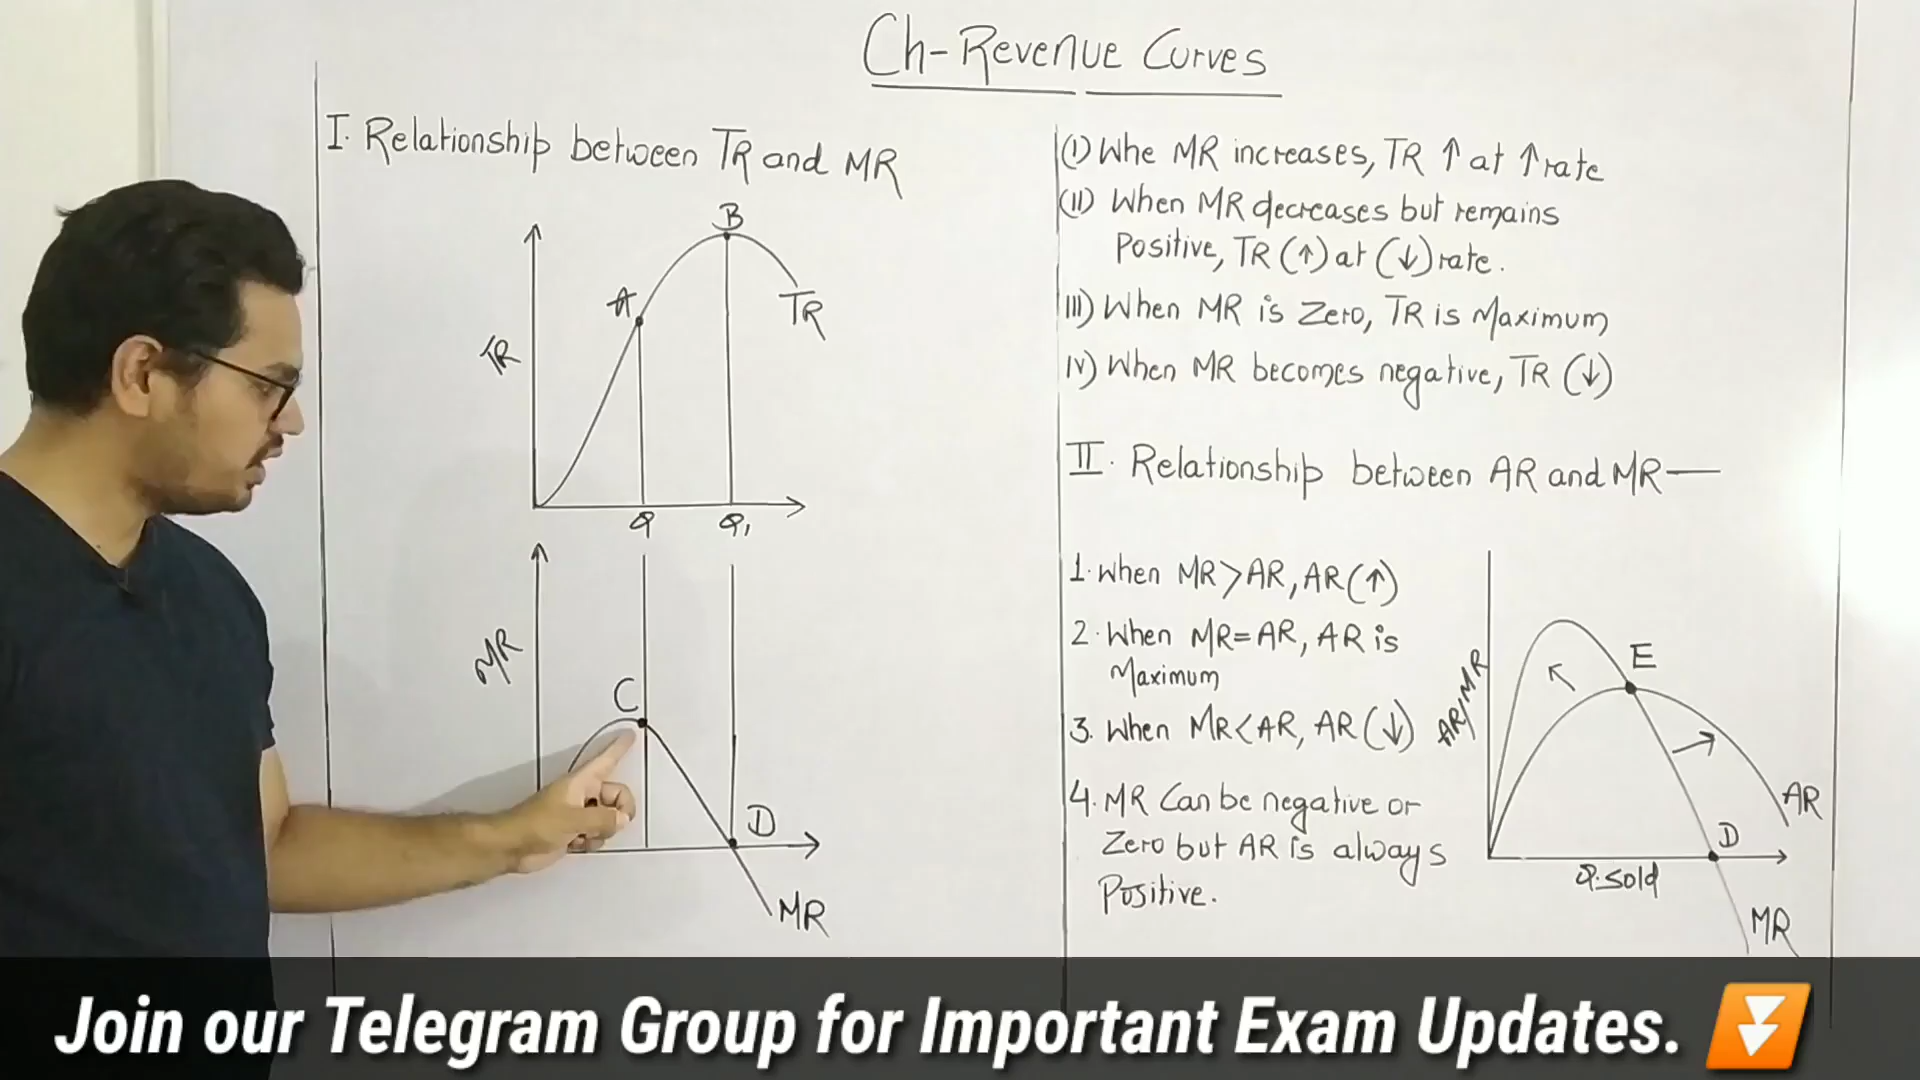 Ch-Revenue Curves
I. Relationship between TR and MR
B
A
TR
TR
Q
Q1
MR
C
D
MR
(I) Whe MR increases, TR ↑ at ↑ rate
(II) When MR decreases but remains
Positive, TR (↑) at (↓) rate.
III) When MR is Zero, TR is Maximum
IV) When MR becomes negative, TR (↓)
II. Relationship between AR and MR —
1. When MR > AR, AR (↑)
2. When MR = AR, AR is
Maximum
3. When MR < AR, AR (↓)
4. MR Can be negative or
Zero but AR is always
Positive.
E
AR/MR
AR
D
Q.Sold
MR
Join our Telegram Group for Important Exam Updates.